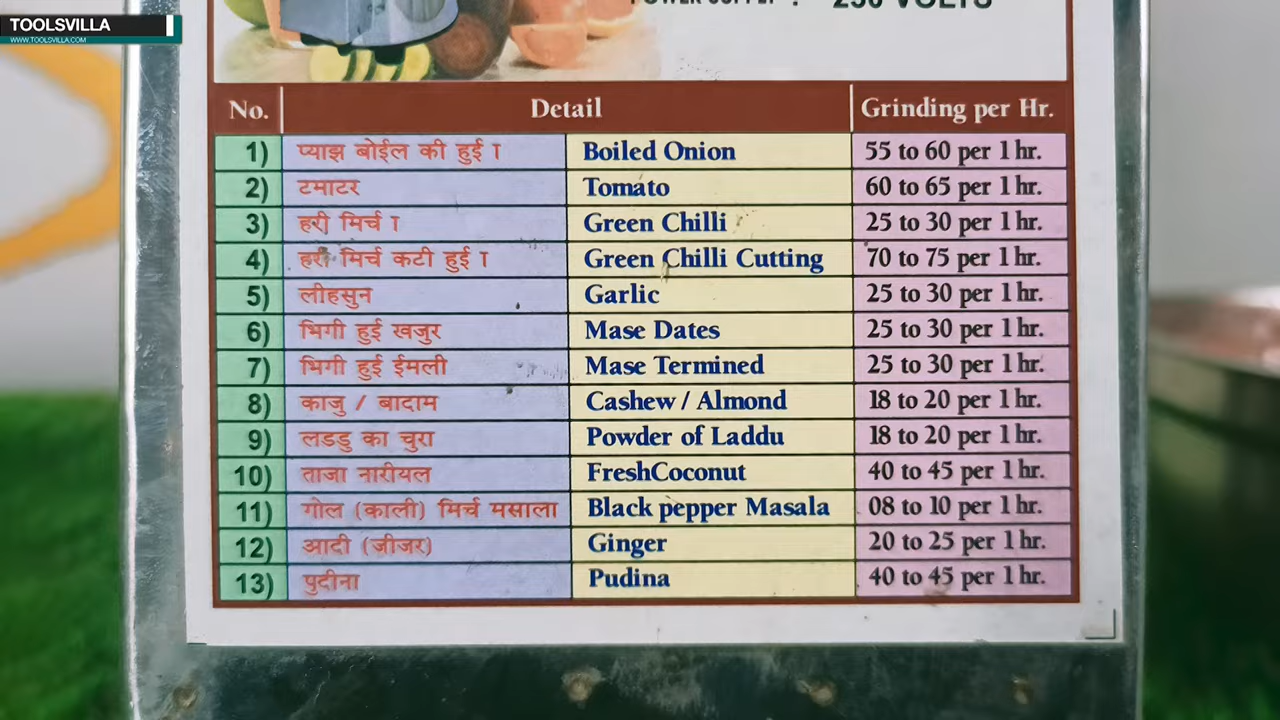 TOOLSVILLA
WWW.TOOLSVILLA.COM
POWER SUPPLY : 230 VOLTS
No. Detail Grinding per Hr.
1) प्याझ बोईल की हुई ा Boiled Onion 55 to 60 per 1 hr.
2) टमाटर Tomato 60 to 65 per 1 hr.
3) हरी मिर्च ा Green Chilli 25 to 30 per 1 hr.
4) हरी मिर्च कटी हुई ा Green Chilli Cutting 70 to 75 per 1 hr.
5) लीहसुन Garlic 25 to 30 per 1 hr.
6) भिगी हुई खजुर Mase Dates 25 to 30 per 1 hr.
7) भिगी हुई ईमली Mase Termined 25 to 30 per 1 hr.
8) काजु / बादाम Cashew / Almond 18 to 20 per 1 hr.
9) लडडु का चुरा Powder of Laddu 18 to 20 per 1 hr.
10) ताजा नारीयल FreshCoconut 40 to 45 per 1 hr.
11) गोल (काली) मिर्च मसाला Black pepper Masala 08 to 10 per 1 hr.
12) आदी (जीजर) Ginger 20 to 25 per 1 hr.
13) पुदीना Pudina 40 to 45 per 1 hr.